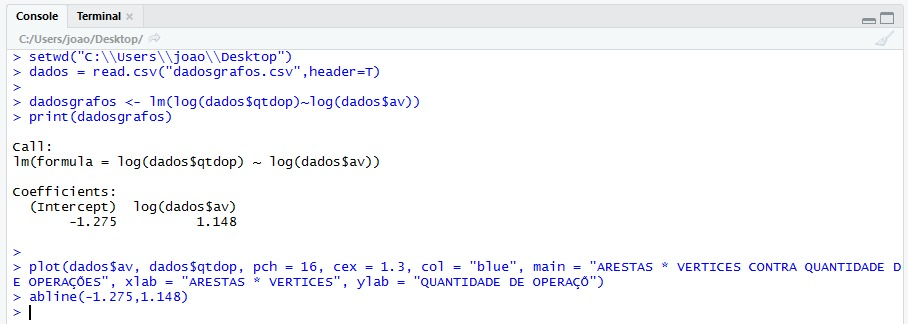 Console Terminal ×
C:/Users/joao/Desktop/
> setwd("C:\\Users\\joao\\Desktop")
> dados = read.csv("dadosgrafos.csv",header=T)
>
> dadosgrafos <- lm(log(dados$qtdop)~log(dados$av))
> print(dadosgrafos)
Call:
lm(formula = log(dados$qtdop) ~ log(dados$av))
Coefficients:
(Intercept) log(dados$av)
-1.275 1.148
>
> plot(dados$av, dados$qtdop, pch = 16, cex = 1.3, col = "blue", main = "ARESTAS * VERTICES CONTRA QUANTIDADE D
E OPERAÇÕES", xlab = "ARESTAS * VERTICES", ylab = "QUANTIDADE DE OPERAÇÕ")
> abline(-1.275,1.148)
>